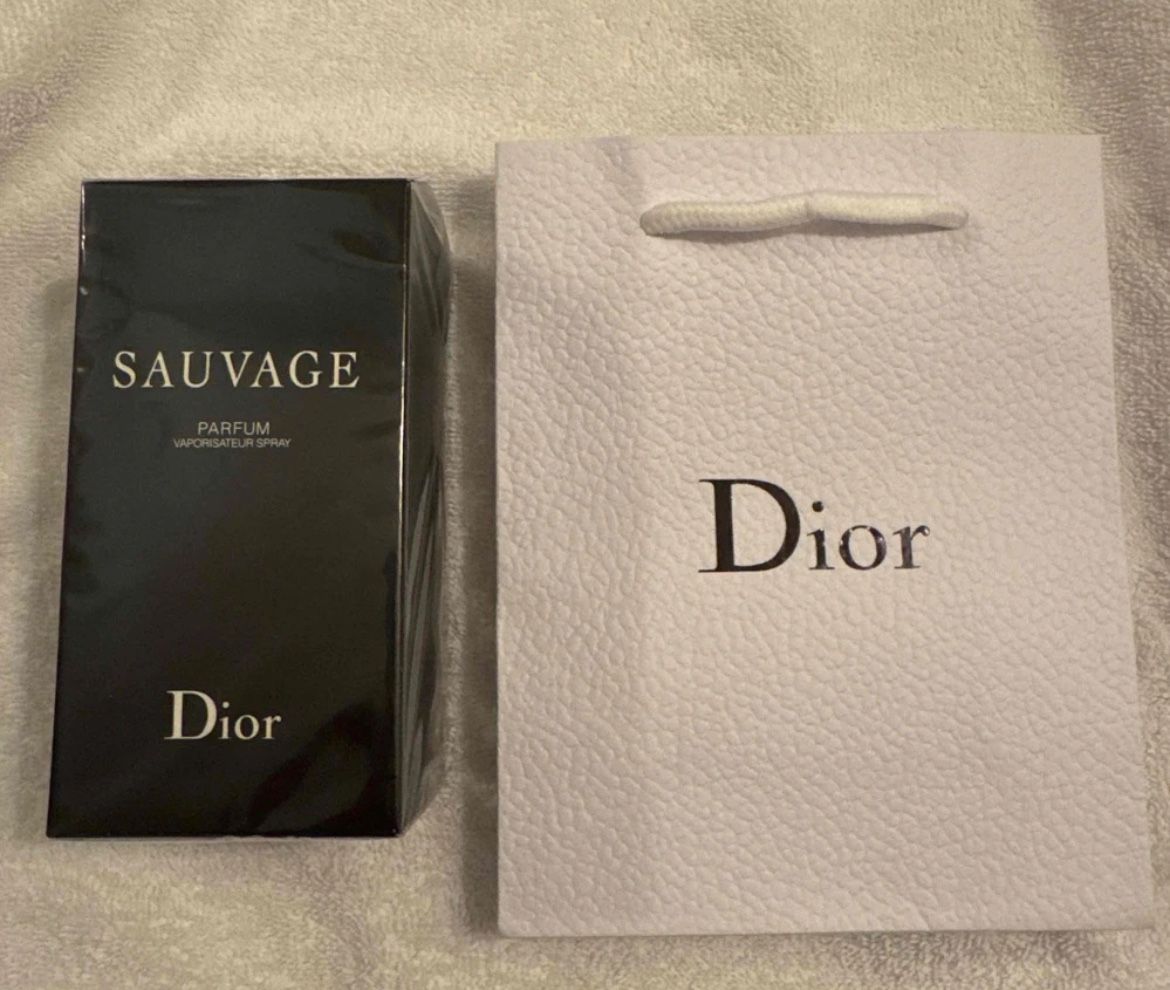 SAUVAGE
PARFUM
VAPORISATEUR SPRAY
Dior
Dior